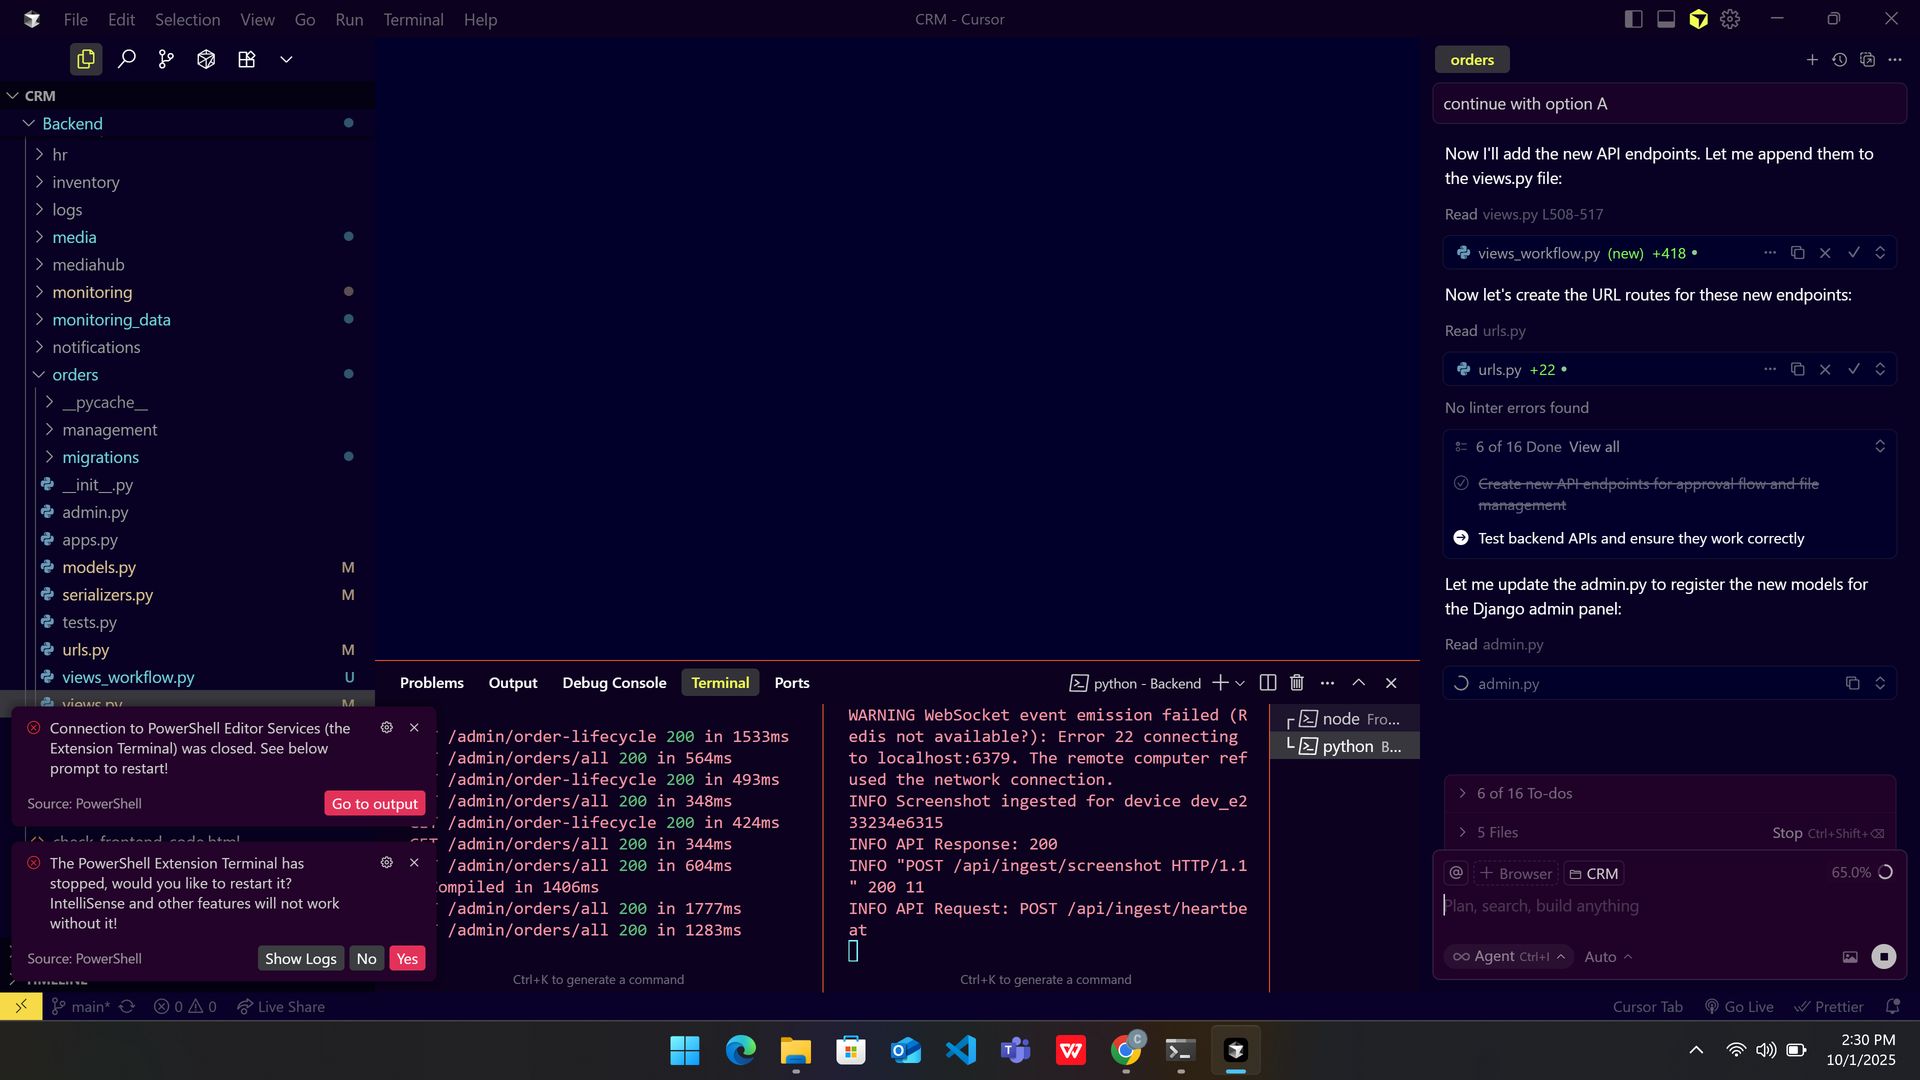 File Edit Selection View Go Run Terminal Help
CRM - Cursor
CRM
Backend
hr
inventory
logs
media
mediahub
monitoring
monitoring_data
notifications
orders
__pycache__
management
migrations
__init__.py
admin.py
apps.py
models.py M
serializers.py M
tests.py
urls.py M
views_workflow.py U
views.py M
Connection to PowerShell Editor Services (the
Extension Terminal) was closed. See below
prompt to restart!
Source: PowerShell
Go to output
check_frontend_code.html
The PowerShell Extension Terminal has
stopped, would you like to restart it?
IntelliSense and other features will not work
without it!
Source: PowerShell
Show Logs No Yes
TIMELINE
Problems Output Debug Console Terminal Ports
python - Backend
/admin/order-lifecycle 200 in 1533ms
/admin/orders/all 200 in 564ms
/admin/order-lifecycle 200 in 493ms
/admin/orders/all 200 in 348ms
/admin/order-lifecycle 200 in 424ms
GET /admin/orders/all 200 in 344ms
/admin/orders/all 200 in 604ms
Compiled in 1406ms
/admin/orders/all 200 in 1777ms
/admin/orders/all 200 in 1283ms
Ctrl+K to generate a command
WARNING WebSocket event emission failed (R
edis not available?): Error 22 connecting
to localhost:6379. The remote computer ref
used the network connection.
INFO Screenshot ingested for device dev_e2
33234e6315
INFO API Response: 200
INFO "POST /api/ingest/screenshot HTTP/1.1
" 200 11
INFO API Request: POST /api/ingest/heartbe
at
Ctrl+K to generate a command
node Fro...
python B...
orders
continue with option A
Now I'll add the new API endpoints. Let me append them to
the views.py file:
Read views.py L508-517
views_workflow.py (new) +418 •
Now let's create the URL routes for these new endpoints:
Read urls.py
urls.py +22 •
No linter errors found
6 of 16 Done View all
Create new API endpoints for approval flow and file
management
Test backend APIs and ensure they work correctly
Let me update the admin.py to register the new models for
the Django admin panel:
Read admin.py
admin.py
6 of 16 To-dos
5 Files
Stop Ctrl+Shift+⌫
@ + Browser CRM
65.0%
Plan, search, build anything
Agent Ctrl+I
Auto
main* 0 0 Live Share
Cursor Tab Go Live Prettier
C
2:30 PM
10/1/2025